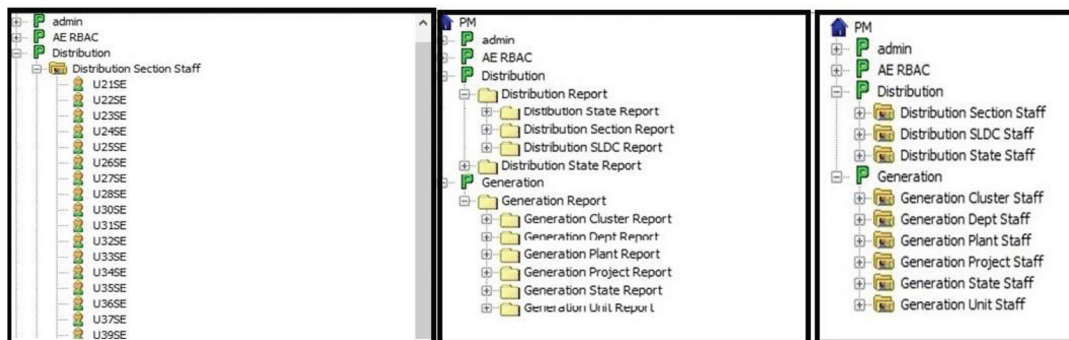 admin
AE RBAC
Distribution
Distribution Section Staff
U21SE
U22SE
U23SE
U24SE
U25SE
U26SE
U27SE
U28SE
U30SE
U31SE
U32SE
U33SE
U34SE
U35SE
U36SE
U37SE
U39SE
PM
admin
AE RBAC
Distribution
Distribution Report
Distibution State Report
Distribution Section Report
Distribution SLDC Report
Distribution State Report
Generation
Generation Report
Generation Cluster Report
Generation Dept Report
Generation Plant Report
Generation Project Report
Generation State Report
Generation Unit Report
PM
admin
AE RBAC
Distribution
Distribution Section Staff
Distribution SLDC Staff
Distribution State Staff
Generation
Generation Cluster Staff
Generation Dept Staff
Generation Plant Staff
Generation Project Staff
Generation State Staff
Generation Unit Staff